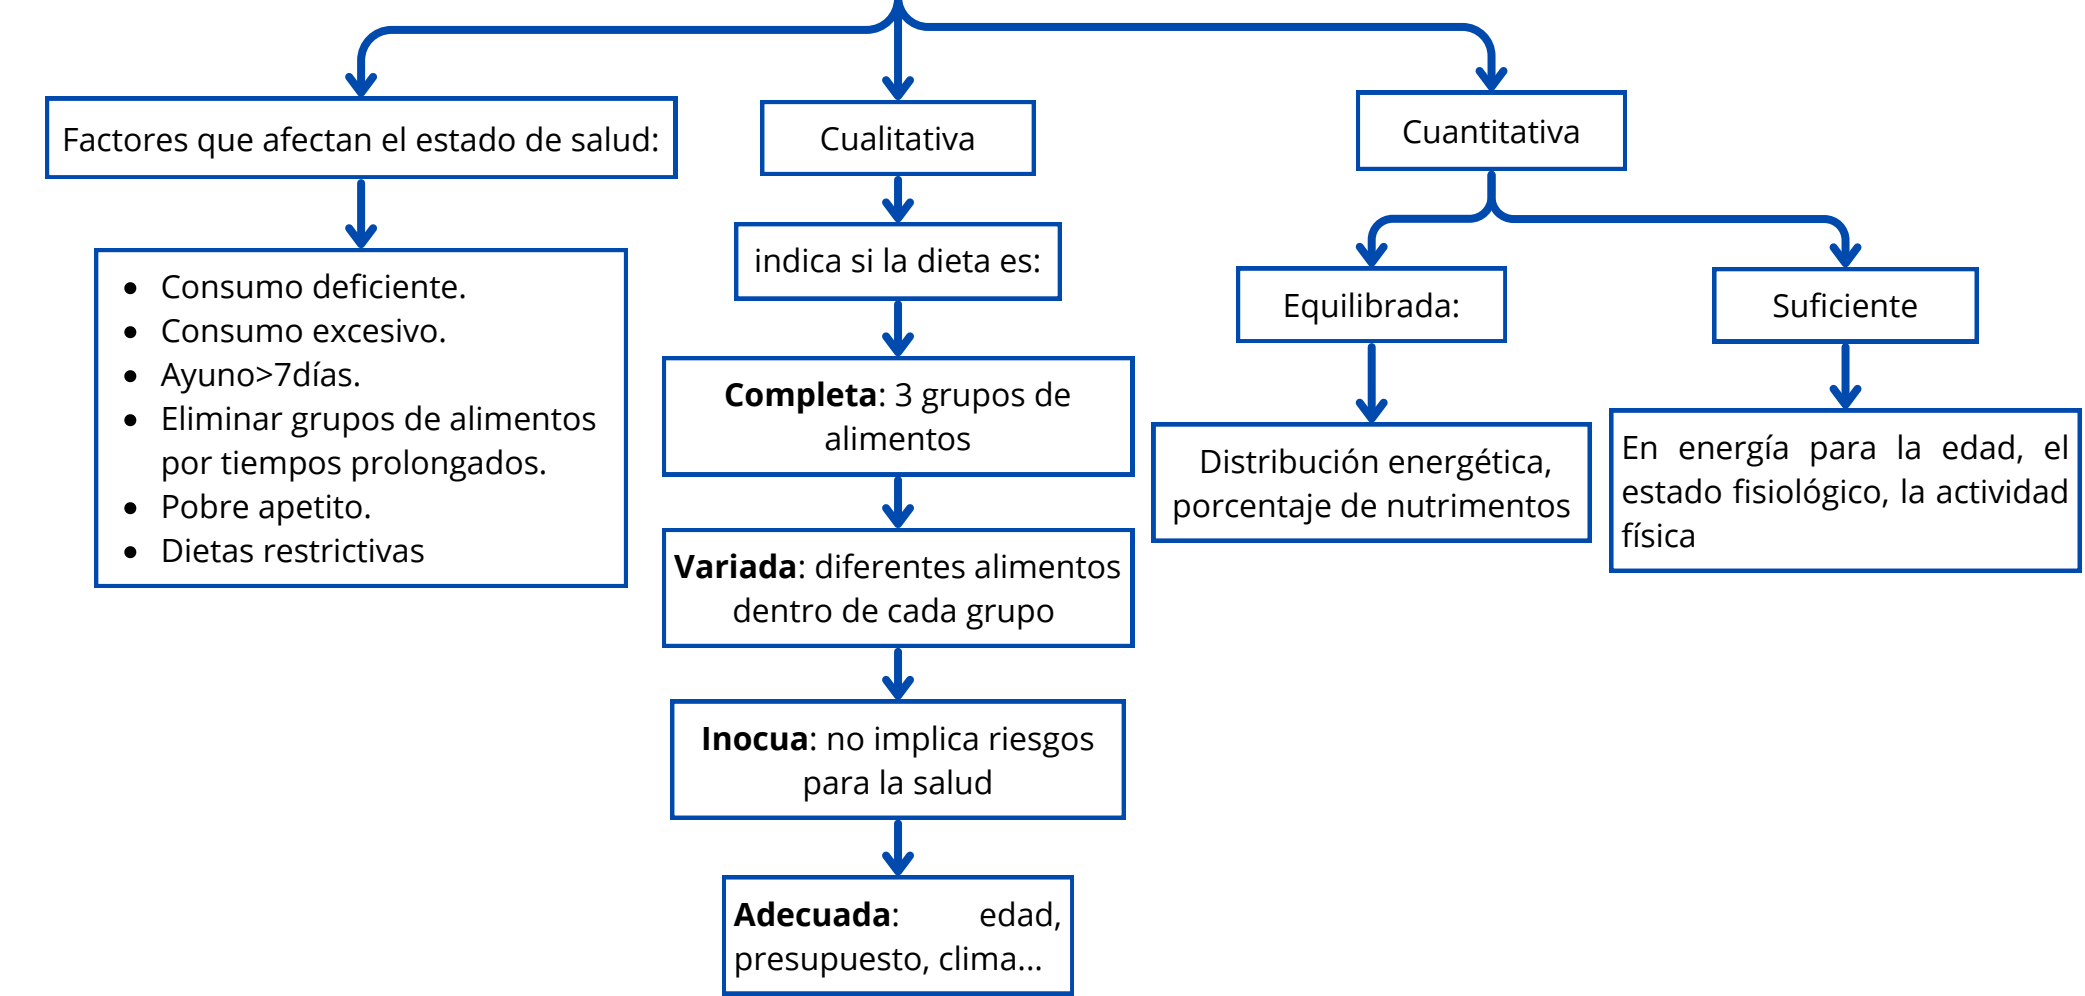 Factores que afectan el estado de salud:
• Consumo deficiente.
• Consumo excesivo.
• Ayuno>7días.
• Eliminar grupos de alimentos
por tiempos prolongados.
• Pobre apetito.
• Dietas restrictivas
Cualitativa
indica si la dieta es:
Completa: 3 grupos de
alimentos
Variada: diferentes alimentos
dentro de cada grupo
Inocua: no implica riesgos
para la salud
Adecuada: edad,
presupuesto, clima...
Cuantitativa
Equilibrada:
Distribución energética,
porcentaje de nutrimentos
Suficiente
En energía para la edad, el
estado fisiológico, la actividad
física